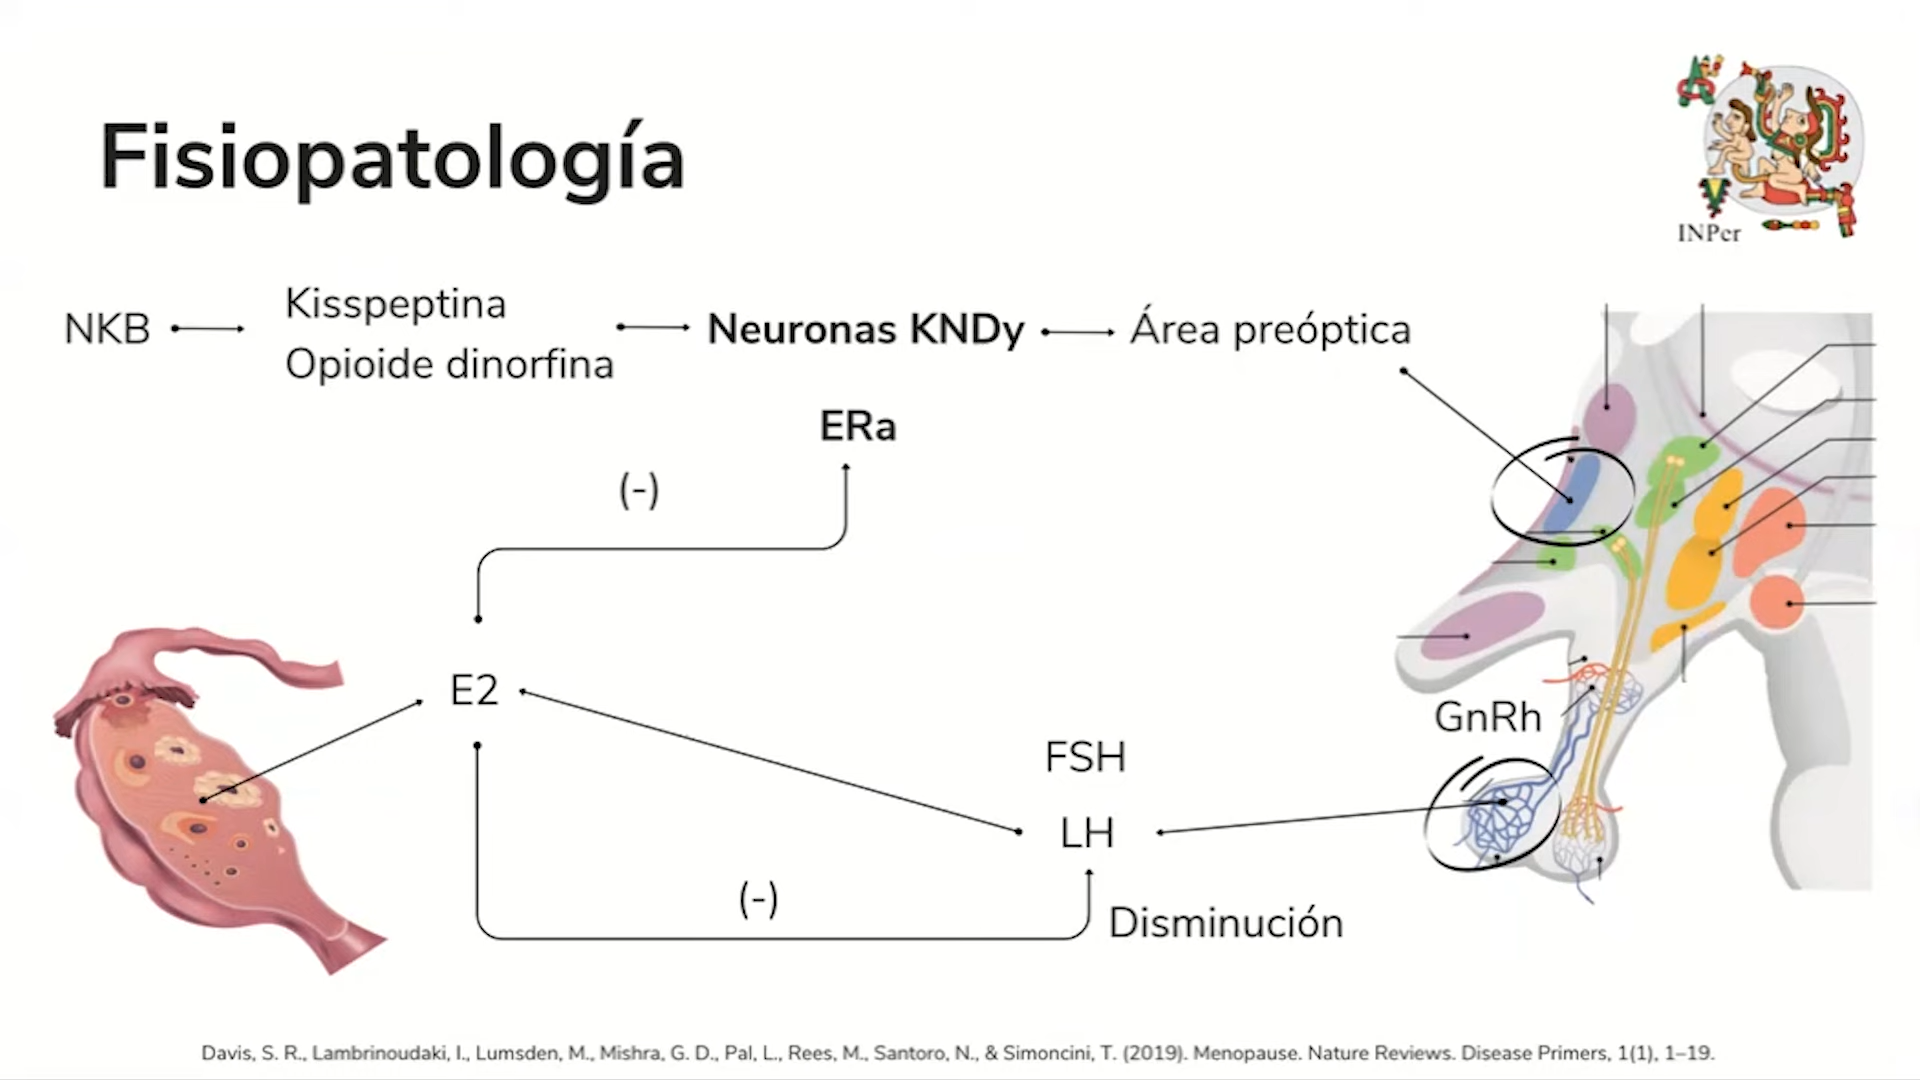 Fisiopatología
INPer
NKB
Kisspeptina
Opioide dinorfina
Neuronas KNDy
Área preóptica
ERa
(-)
E2
GnRh
FSH
LH
(-)
Disminución
Davis, S. R., Lambrinoudaki, I., Lumsden, M., Mishra, G. D., Pal, L., Rees, M., Santoro, N., & Simoncini, T. (2019). Menopause. Nature Reviews. Disease Primers, 1(1), 1–19.